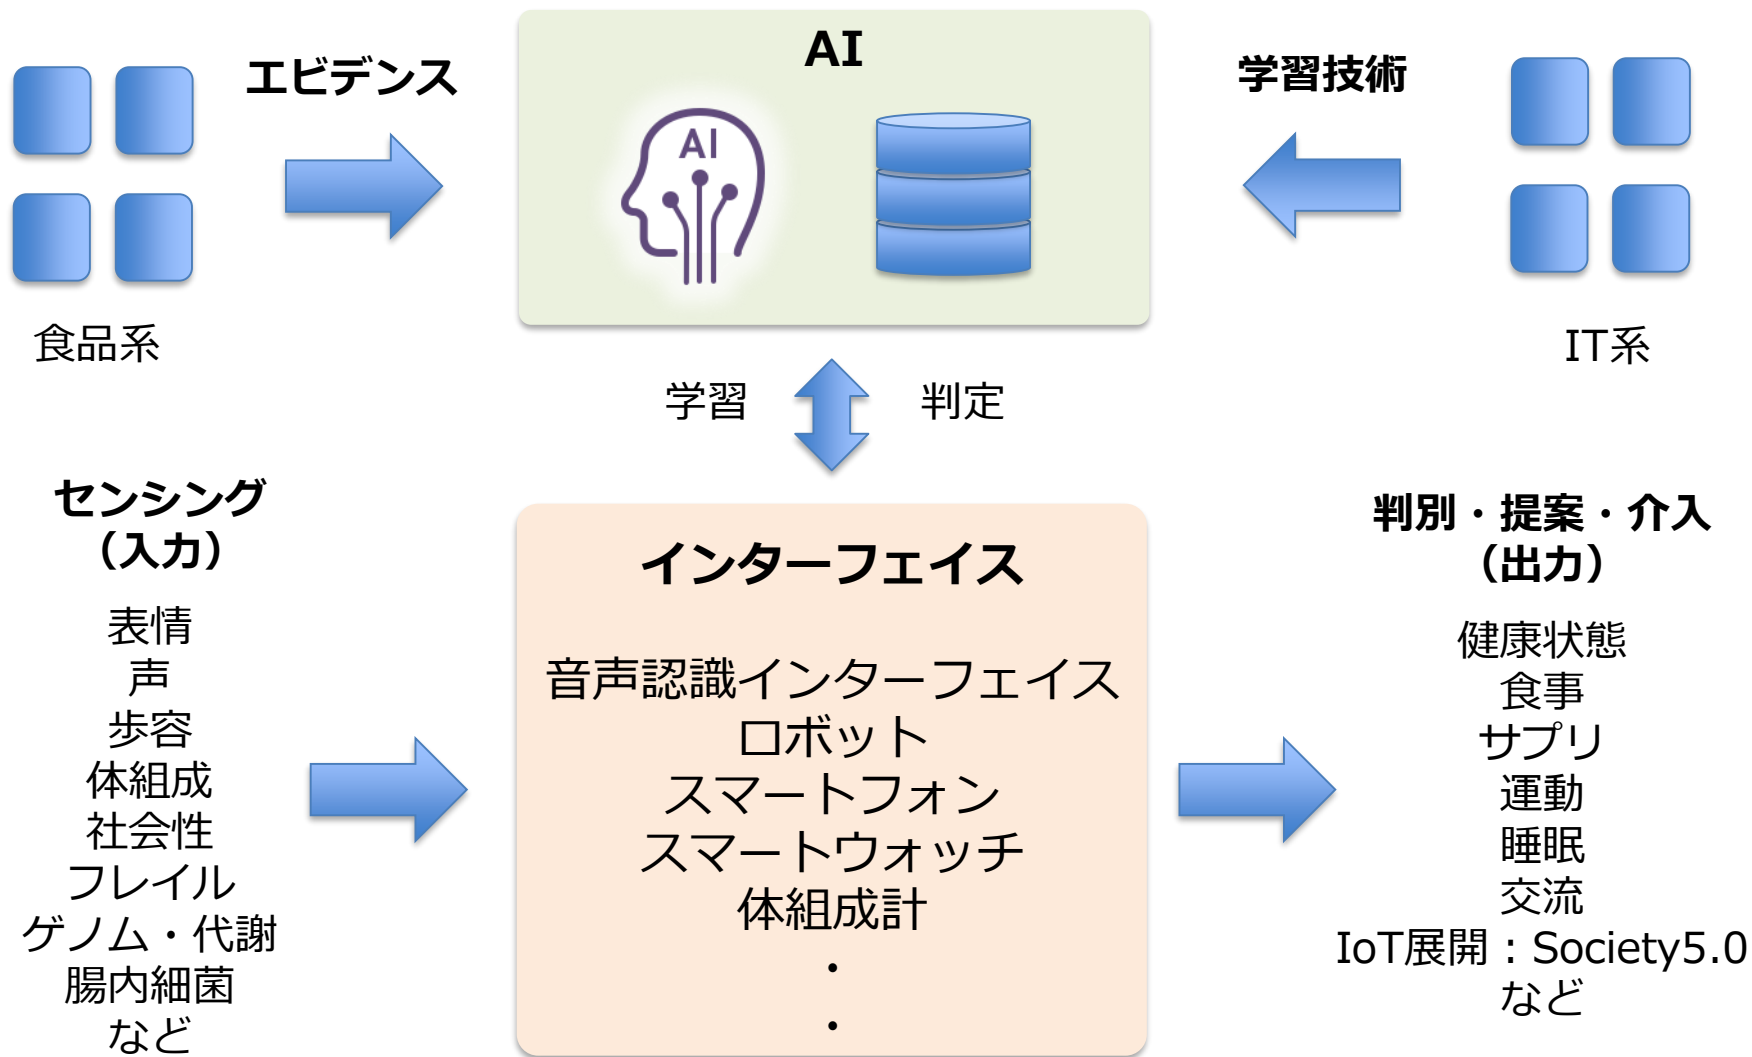 エビデンス
AI
学習技術
AI
食品系
IT系
学習
判定
センシング
（入力）
表情
声
歩容
体組成
社会性
フレイル
ゲノム・代謝
腸内細菌
など
インターフェイス
音声認識インターフェイス
ロボット
スマートフォン
スマートウォッチ
体組成計
・
・
判別・提案・介入
（出力）
健康状態
食事
サプリ
運動
睡眠
交流
IoT展開：Society5.0
など